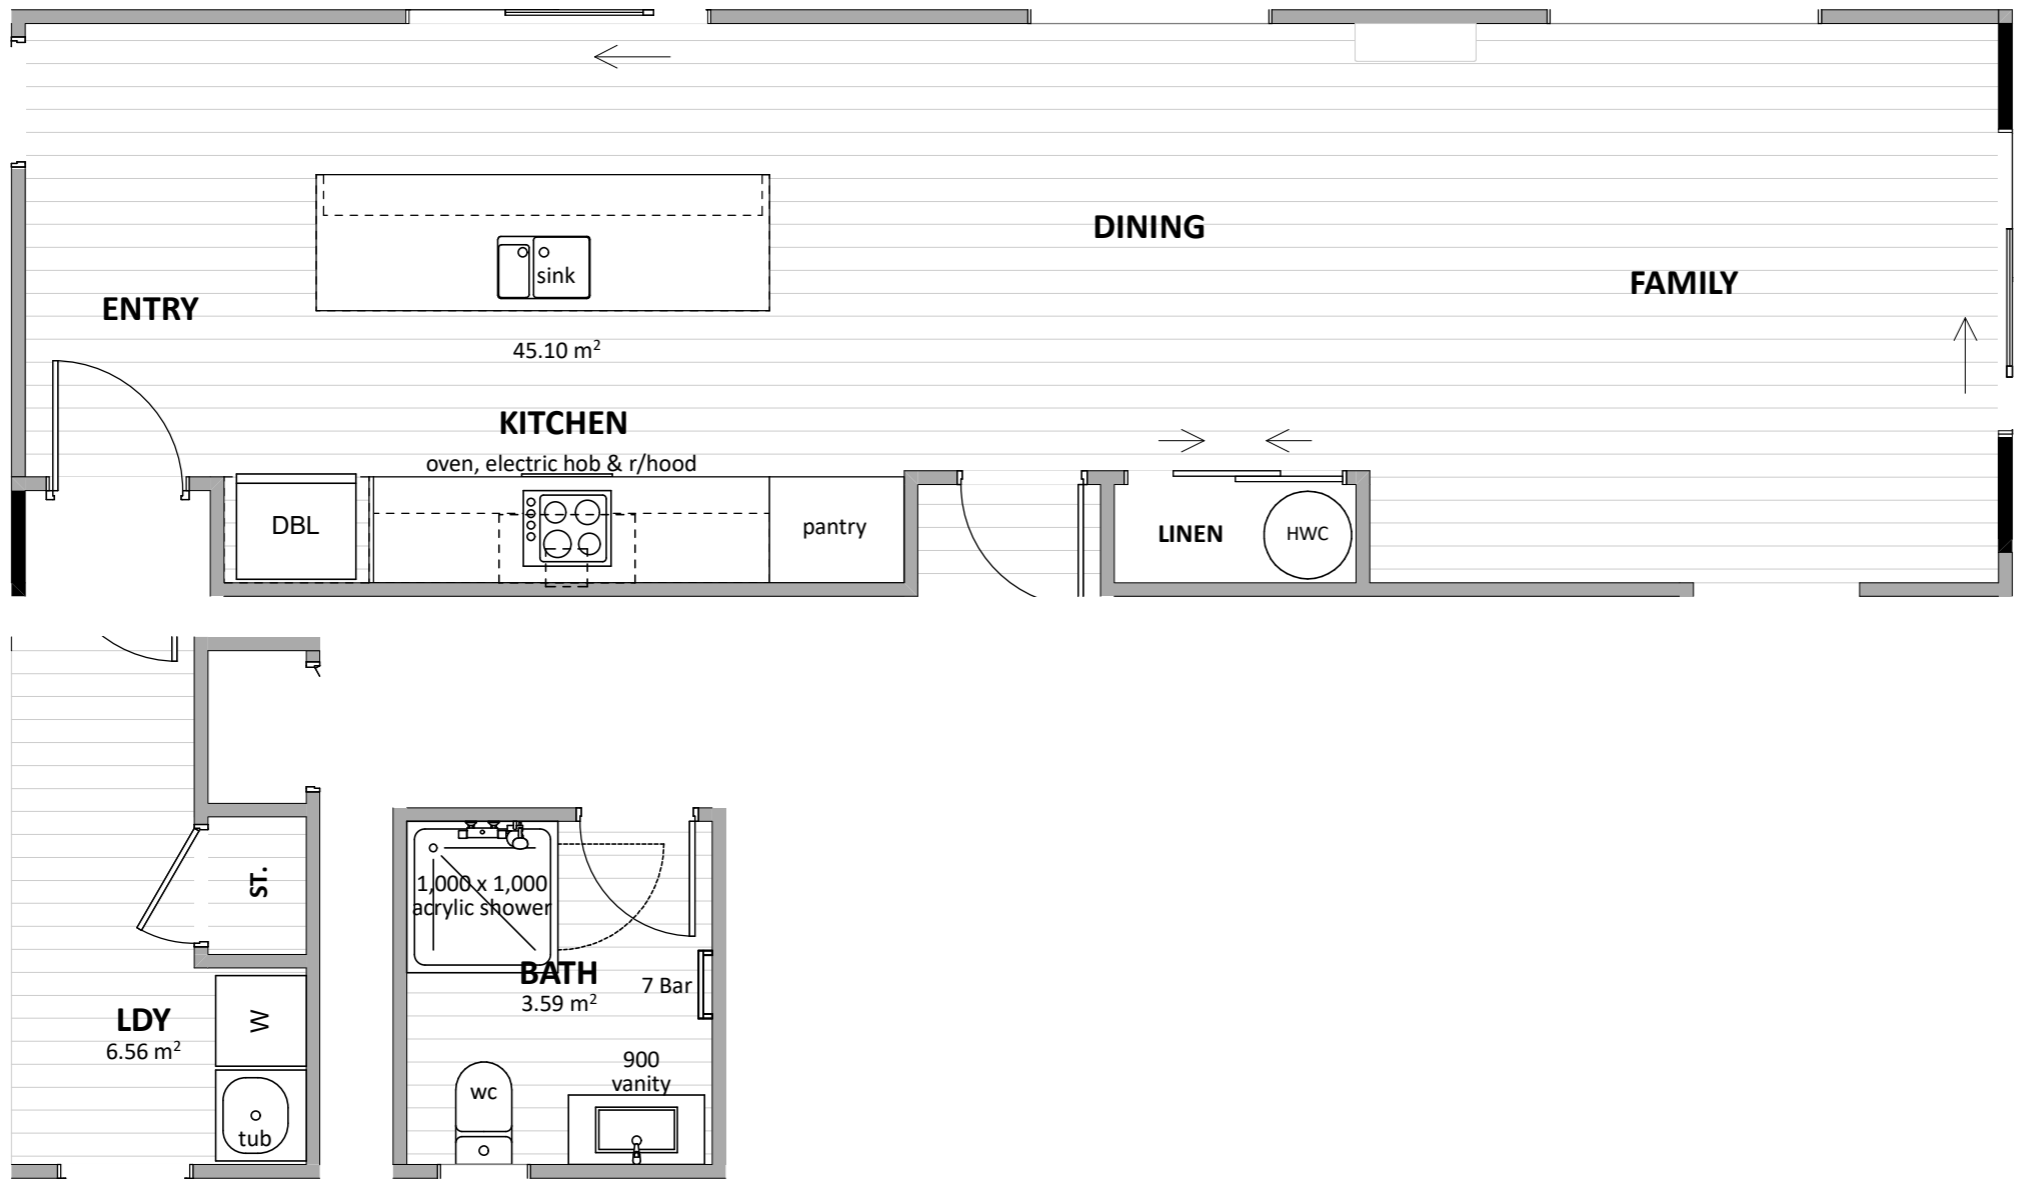 DINING
sink
FAMILY
ENTRY
45.10 m²
KITCHEN
oven, electric hob & r/hood
DBL
pantry
LINEN
HWC
ST.
1,000 x 1,000
acrylic shower
BATH
3.59 m²
7 Bar
LDY
6.56 m²
W
900
vanity
wc
tub